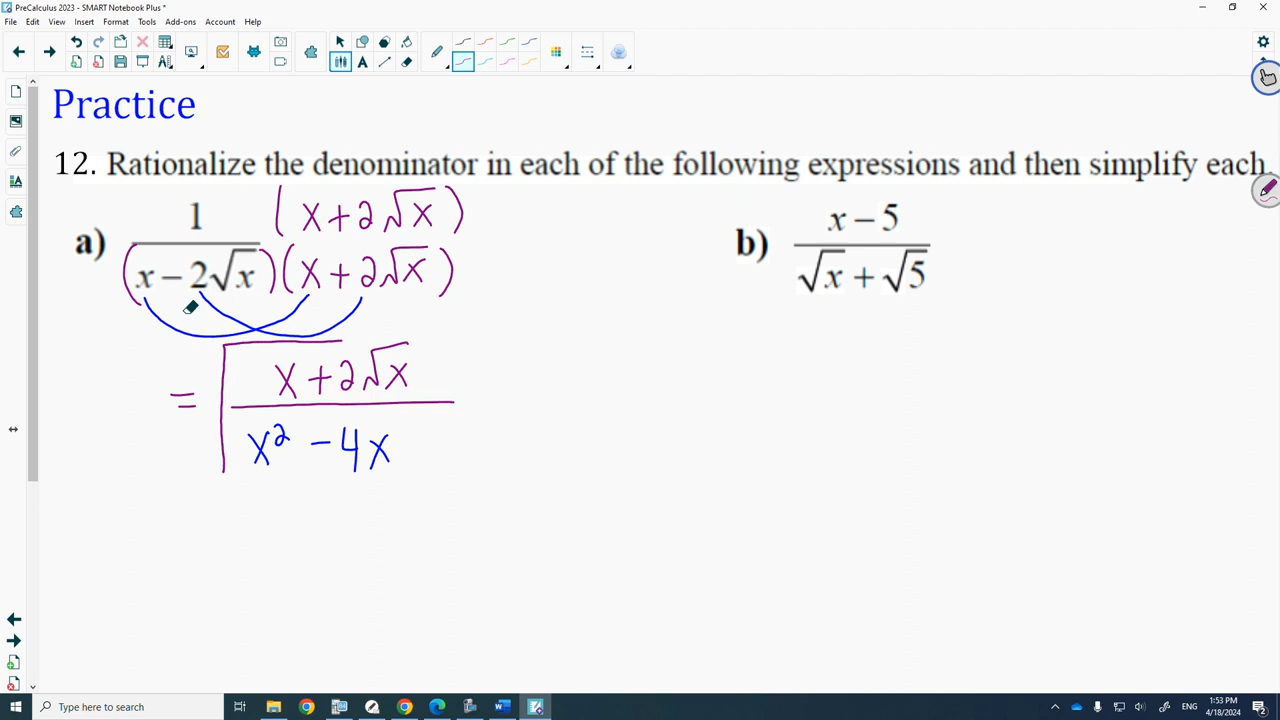 PreCalculus 2023 - SMART Notebook Plus *
File Edit View Insert Format Tools Add-ons Account Help
Practice
12. Rationalize the denominator in each of the following expressions and then simplify each.
a) 1 (x + 2√x)
(x − 2√x)(x + 2√x)
= x + 2√x
x² − 4x
b) x − 5
√x + √5
Type here to search
ENG
1:53 PM
4/18/2024
2